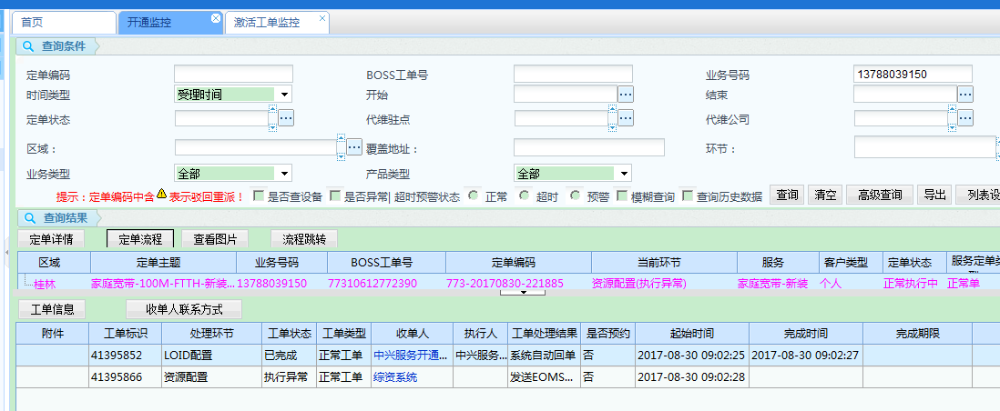 首页 开通监控 激活工单监控
查询条件
定单编码 BOSS工单号 业务号码 13788039150
时间类型 受理时间 开始 结束
定单状态 代维驻点 代维公司
区域： 覆盖地址： 环节：
业务类型 全部 产品类型 全部
提示：定单编码中含 表示驳回重派！ 是否查设备 是否异常| 超时预警状态 正常 超时 预警 模糊查询 查询历史数据 查询 清空 高级查询 导出 列表设
查询结果
定单详情 定单流程 查看图片 流程跳转
区域 定单主题 业务号码 BOSS工单号 定单编码 当前环节 服务 客户类型 定单状态 服务定单类
桂林 家庭宽带-100M-FTTH-新装... 13788039150 77310612772390 773-20170830-221885 资源配置(执行异常) 家庭宽带-新装 个人 正常执行中 正常单
工单信息 收单人联系方式
附件 工单标识 处理环节 工单状态 工单类型 收单人 执行人 工单处理结果 是否预约 起始时间 完成时间 完成期限
41395852 LOID配置 已完成 正常工单 中兴服务开通... 中兴服务... 系统自动回单 否 2017-08-30 09:02:25 2017-08-30 09:02:27
41395866 资源配置 执行异常 正常工单 综资系统 发送EOMS... 否 2017-08-30 09:02:28